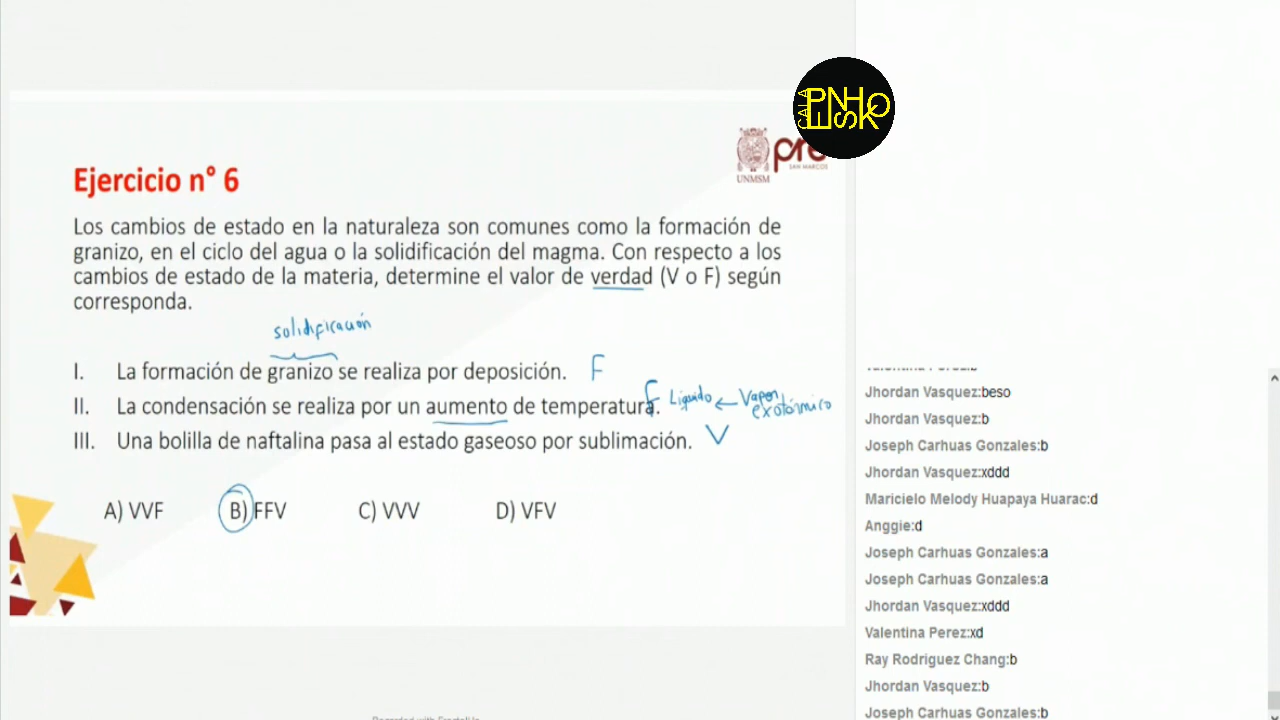 CALA
PENHO
ESK
pre
SAN MARCOS
UNMSM
Ejercicio n° 6
Los cambios de estado en la naturaleza son comunes como la formación de
granizo, en el ciclo del agua o la solidificación del magma. Con respecto a los
cambios de estado de la materia, determine el valor de verdad (V o F) según
corresponda.
solidificación
I. La formación de granizo se realiza por deposición. F
II. La condensación se realiza por un aumento de temperatura. F Líquido ← Vapor
exotérmico
III. Una bolilla de naftalina pasa al estado gaseoso por sublimación. V
A) VVF B) FFV C) VVV D) VFV
Jhordan Vasquez:beso
Jhordan Vasquez:b
Joseph Carhuas Gonzales:b
Jhordan Vasquez:xddd
Maricielo Melody Huapaya Huarac:d
Anggie:d
Joseph Carhuas Gonzales:a
Joseph Carhuas Gonzales:a
Jhordan Vasquez:xddd
Valentina Perez:xd
Ray Rodriguez Chang:b
Jhordan Vasquez:b
Joseph Carhuas Gonzales:b